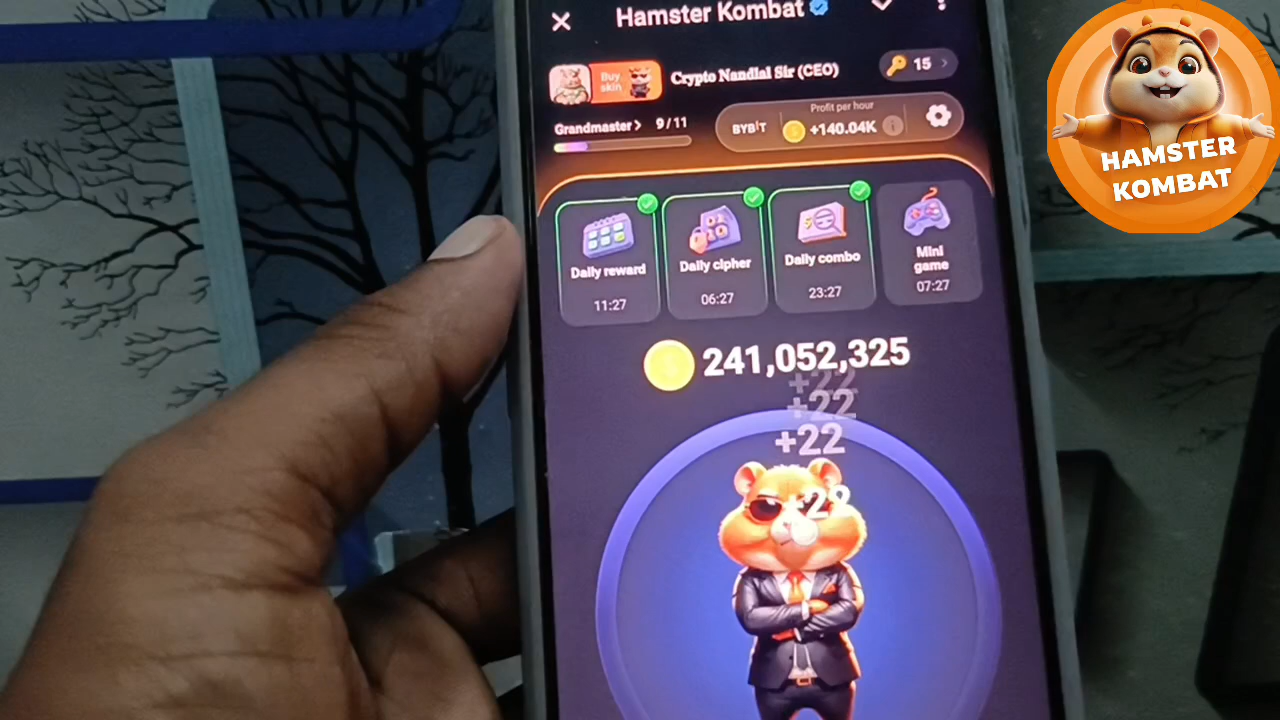 Hamster Kombat
Buy
skin
Crypto Nandlal Sir (CEO)
15
Grandmaster
9/11
BYBIT
Profit per hour
+140.04K
Daily reward
11:27
Daily cipher
06:27
Daily combo
23:27
Mini
game
07:27
241,052,325
+22
+22
+22
HAMSTER
KOMBAT